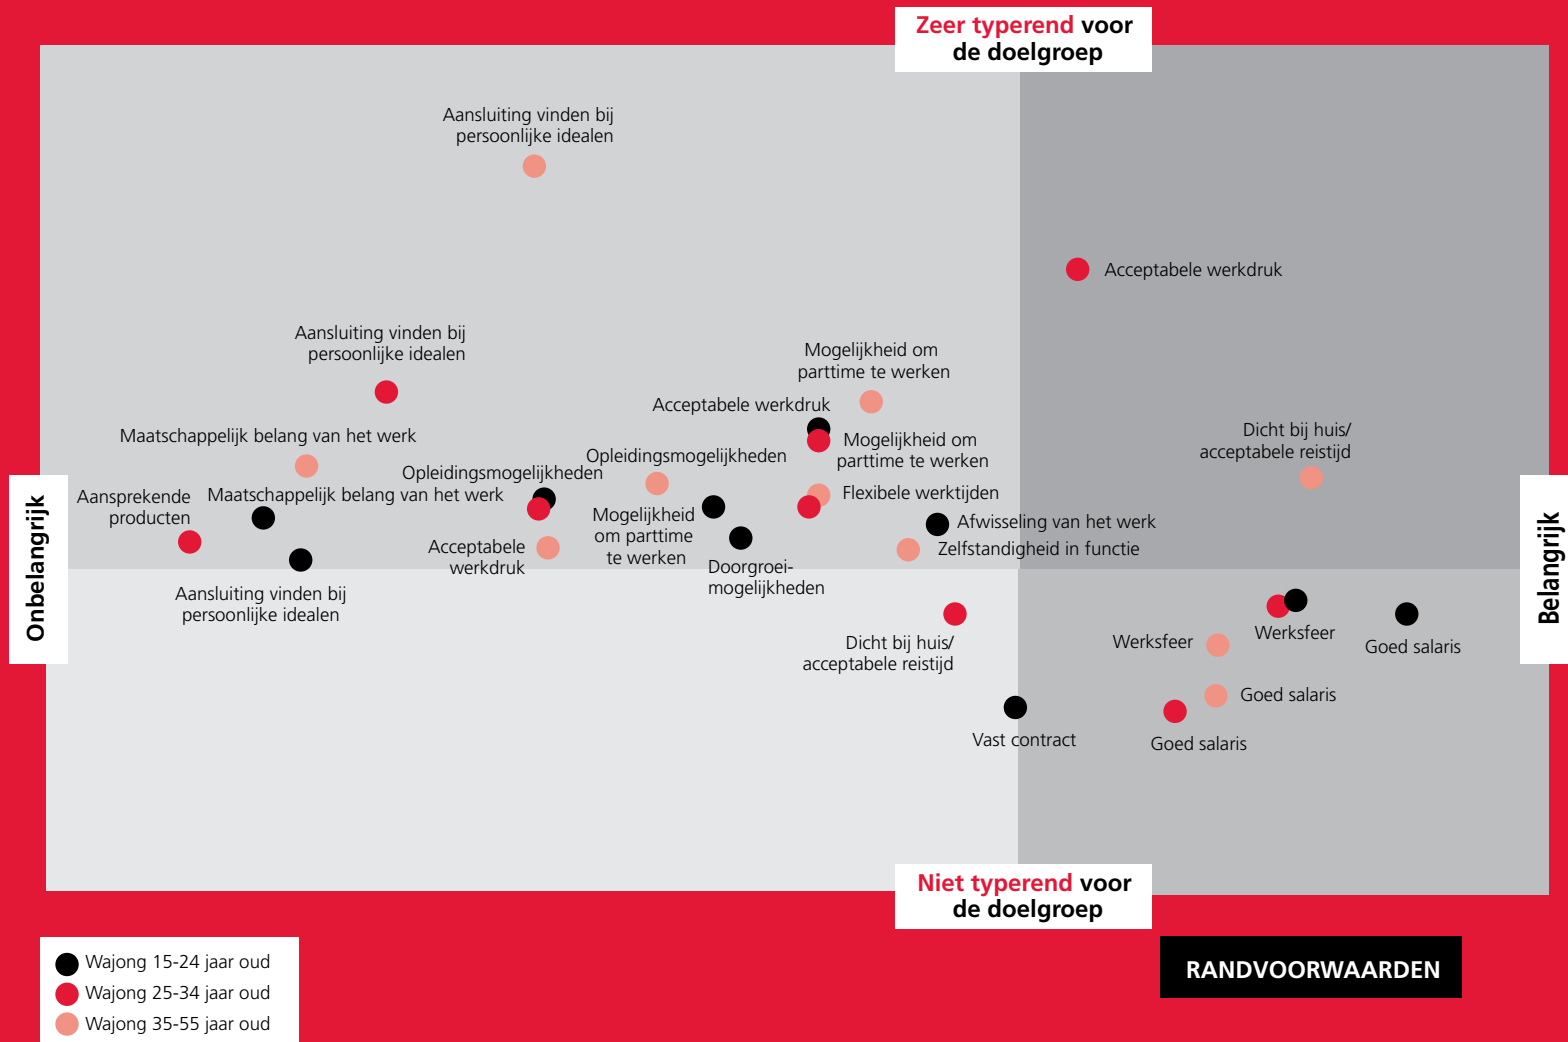 Zeer typerend voor
de doelgroep
Aansluiting vinden bij
persoonlijke idealen
Acceptabele werkdruk
Aansluiting vinden bij
persoonlijke idealen
Mogelijkheid om
parttime te werken
Acceptabele werkdruk
Maatschappelijk belang van het werk
Mogelijkheid om
parttime te werken
Dicht bij huis/
acceptabele reistijd
Opleidingsmogelijkheden
Opleidingsmogelijkheden
Aansprekende
producten
Maatschappelijk belang van het werk
Flexibele werktijden
Mogelijkheid
om parttime
te werken
Afwisseling van het werk
Acceptabele
werkdruk
Zelfstandigheid in functie
Doorgroei-
mogelijkheden
Aansluiting vinden bij
persoonlijke idealen
Onbelangrijk
Belangrijk
Dicht bij huis/
acceptabele reistijd
Werksfeer
Werksfeer
Goed salaris
Goed salaris
Vast contract
Goed salaris
Niet typerend voor
de doelgroep
Wajong 15-24 jaar oud
Wajong 25-34 jaar oud
Wajong 35-55 jaar oud
RANDVOORWAARDEN